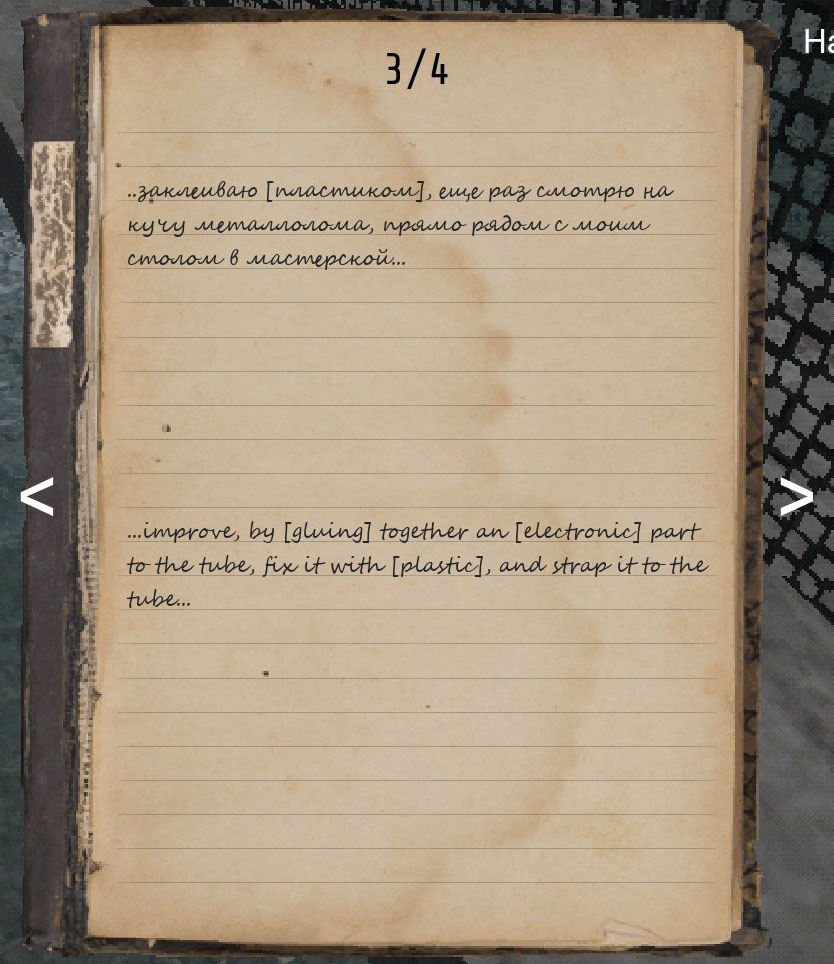 На
3/4
..заклеиваю [пластиком], еще раз смотрю на
кучу металлолома, прямо рядом с моим
столом в мастерской...
<
>
...improve, by [gluing] together an [electronic] part
to the tube, fix it with [plastic], and strap it to the
tube...